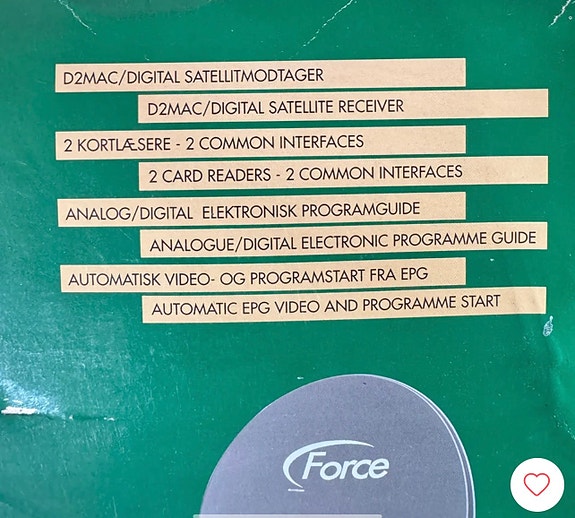 D2MAC/DIGITAL SATELLITMODTAGER
D2MAC/DIGITAL SATELLITE RECEIVER
2 KORTLÆSERE - 2 COMMON INTERFACES
2 CARD READERS - 2 COMMON INTERFACES
ANALOG/DIGITAL ELEKTRONISK PROGRAMGUIDE
ANALOGUE/DIGITAL ELECTRONIC PROGRAMME GUIDE
AUTOMATISK VIDEO- OG PROGRAMSTART FRA EPG
AUTOMATIC EPG VIDEO AND PROGRAMME START
Force